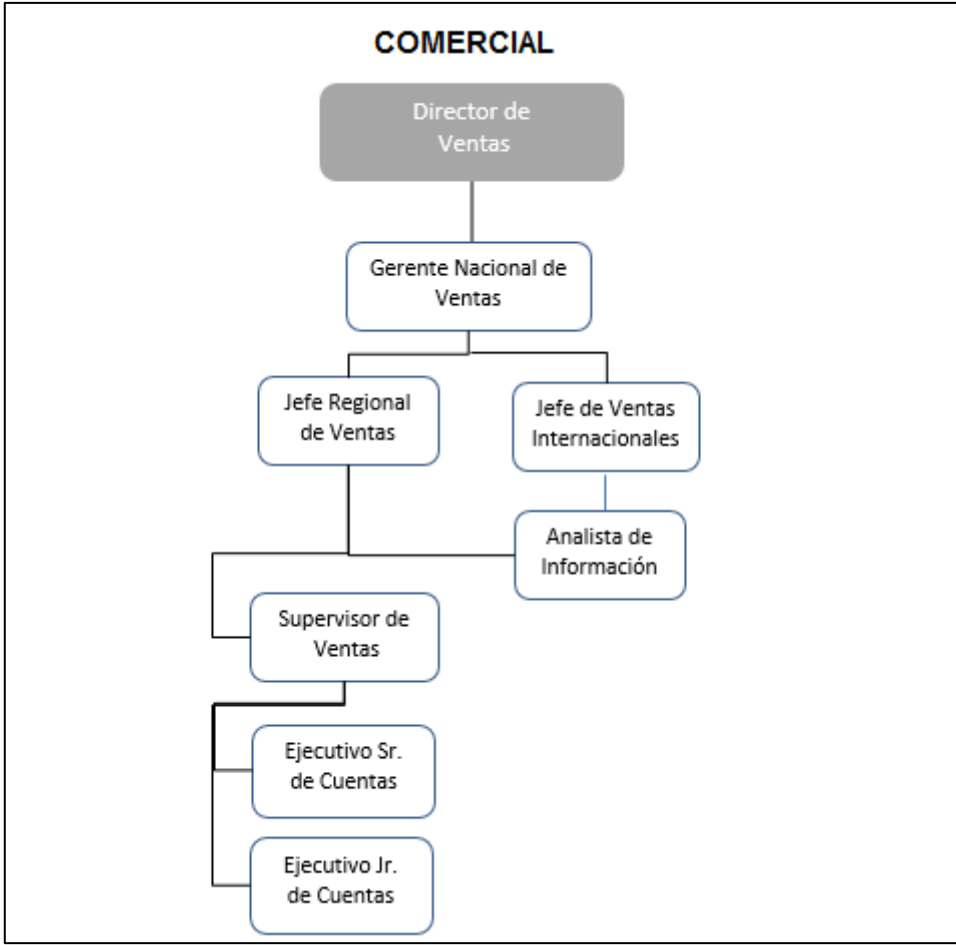 COMERCIAL
Director de
Ventas
Gerente Nacional de
Ventas
Jefe Regional
de Ventas
Jefe de Ventas
Internacionales
Analista de
Información
Supervisor de
Ventas
Ejecutivo Sr.
de Cuentas
Ejecutivo Jr.
de Cuentas